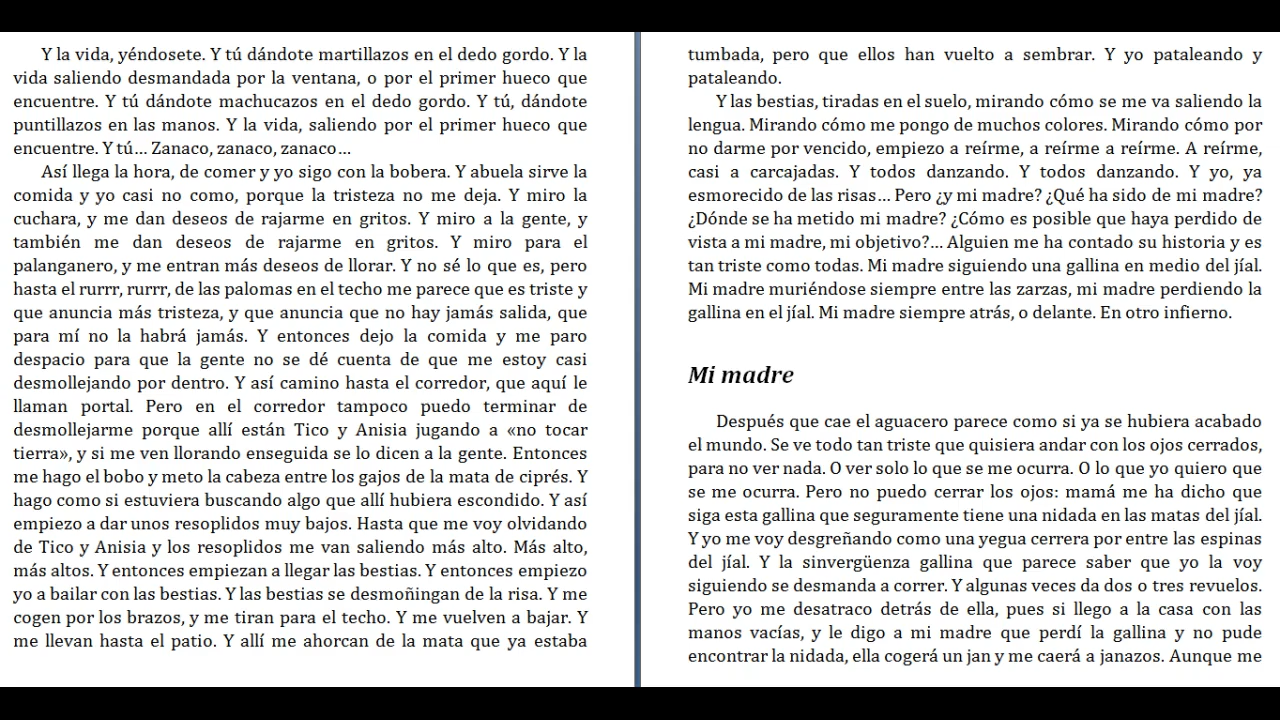 Y la vida, yéndosete. Y tú dándote martillazos en el dedo gordo. Y la
vida saliendo desmandada por la ventana, o por el primer hueco que
encuentre. Y tú dándote machucazos en el dedo gordo. Y tú, dándote
puntillazos en las manos. Y la vida, saliendo por el primer hueco que
encuentre. Y tú... Zanaco, zanaco, zanaco...
Así llega la hora, de comer y yo sigo con la bobera. Y abuela sirve la
comida y yo casi no como, porque la tristeza no me deja. Y miro la
cuchara, y me dan deseos de rajarme en gritos. Y miro a la gente, y
también me dan deseos de rajarme en gritos. Y miro para el
palanganero, y me entran más deseos de llorar. Y no sé lo que es, pero
hasta el rurrr, rurrr, de las palomas en el techo me parece que es triste y
que anuncia más tristeza, y que anuncia que no hay jamás salida, que
para mí no la habrá jamás. Y entonces dejo la comida y me paro
despacio para que la gente no se dé cuenta de que me estoy casi
desmollejando por dentro. Y así camino hasta el corredor, que aquí le
llaman portal. Pero en el corredor tampoco puedo terminar de
desmollejarme porque allí están Tico y Anisia jugando a «no tocar
tierra», y si me ven llorando enseguida se lo dicen a la gente. Entonces
me hago el bobo y meto la cabeza entre los gajos de la mata de ciprés. Y
hago como si estuviera buscando algo que allí hubiera escondido. Y así
empiezo a dar unos resoplidos muy bajos. Hasta que me voy olvidando
de Tico y Anisia y los resoplidos me van saliendo más alto. Más alto,
más altos. Y entonces empiezan a llegar las bestias. Y entonces empiezo
yo a bailar con las bestias. Y las bestias se desmoñingan de la risa. Y me
cogen por los brazos, y me tiran para el techo. Y me vuelven a bajar. Y
me llevan hasta el patio. Y allí me ahorcan de la mata que ya estaba
tumbada, pero que ellos han vuelto a sembrar. Y yo pataleando y
pataleando.
Y las bestias, tiradas en el suelo, mirando cómo se me va saliendo la
lengua. Mirando cómo me pongo de muchos colores. Mirando cómo por
no darme por vencido, empiezo a reírme, a reírme a reírme. A reírme,
casi a carcajadas. Y todos danzando. Y todos danzando. Y yo, ya
esmorecido de las risas... Pero ¿y mi madre? ¿Qué ha sido de mi madre?
¿Dónde se ha metido mi madre? ¿Cómo es posible que haya perdido de
vista a mi madre, mi objetivo?... Alguien me ha contado su historia y es
tan triste como todas. Mi madre siguiendo una gallina en medio del jíal.
Mi madre muriéndose siempre entre las zarzas, mi madre perdiendo la
gallina en el jíal. Mi madre siempre atrás, o delante. En otro infierno.
Mi madre
Después que cae el aguacero parece como si ya se hubiera acabado
el mundo. Se ve todo tan triste que quisiera andar con los ojos cerrados,
para no ver nada. O ver solo lo que se me ocurra. O lo que yo quiero que
se me ocurra. Pero no puedo cerrar los ojos: mamá me ha dicho que
siga esta gallina que seguramente tiene una nidada en las matas del jíal.
Y yo me voy desgreñando como una yegua cerrera por entre las espinas
del jíal. Y la sinvergüenza gallina que parece saber que yo la voy
siguiendo se desmanda a correr. Y algunas veces da dos o tres revuelos.
Pero yo me desatraco detrás de ella, pues si llego a la casa con las
manos vacías, y le digo a mi madre que perdí la gallina y no pude
encontrar la nidada, ella cogerá un jan y me caerá a janazos. Aunque me